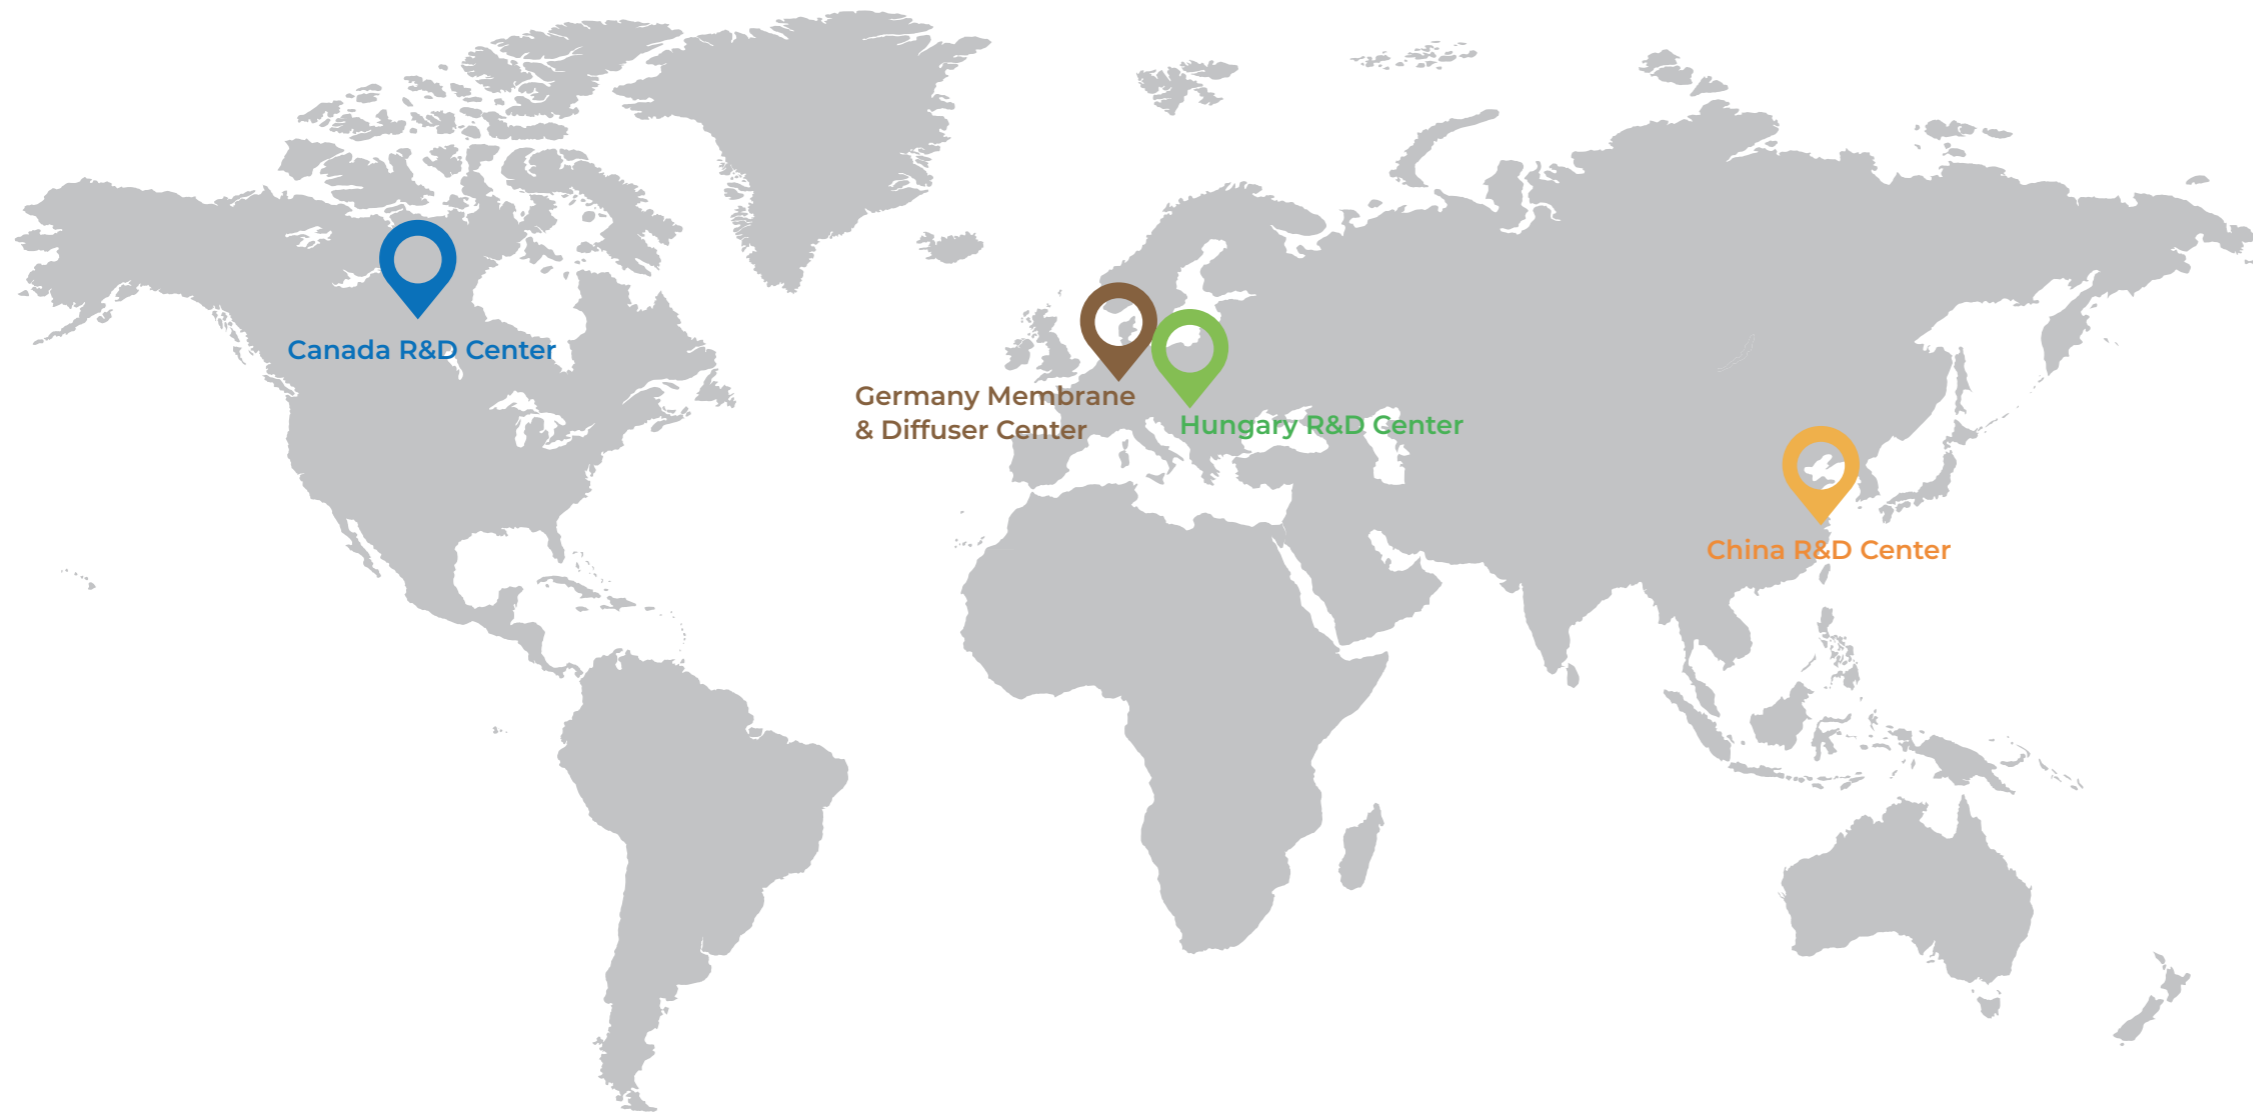 Canada R&D Center
Germany Membrane
& Diffuser Center
Hungary R&D Center
China R&D Center